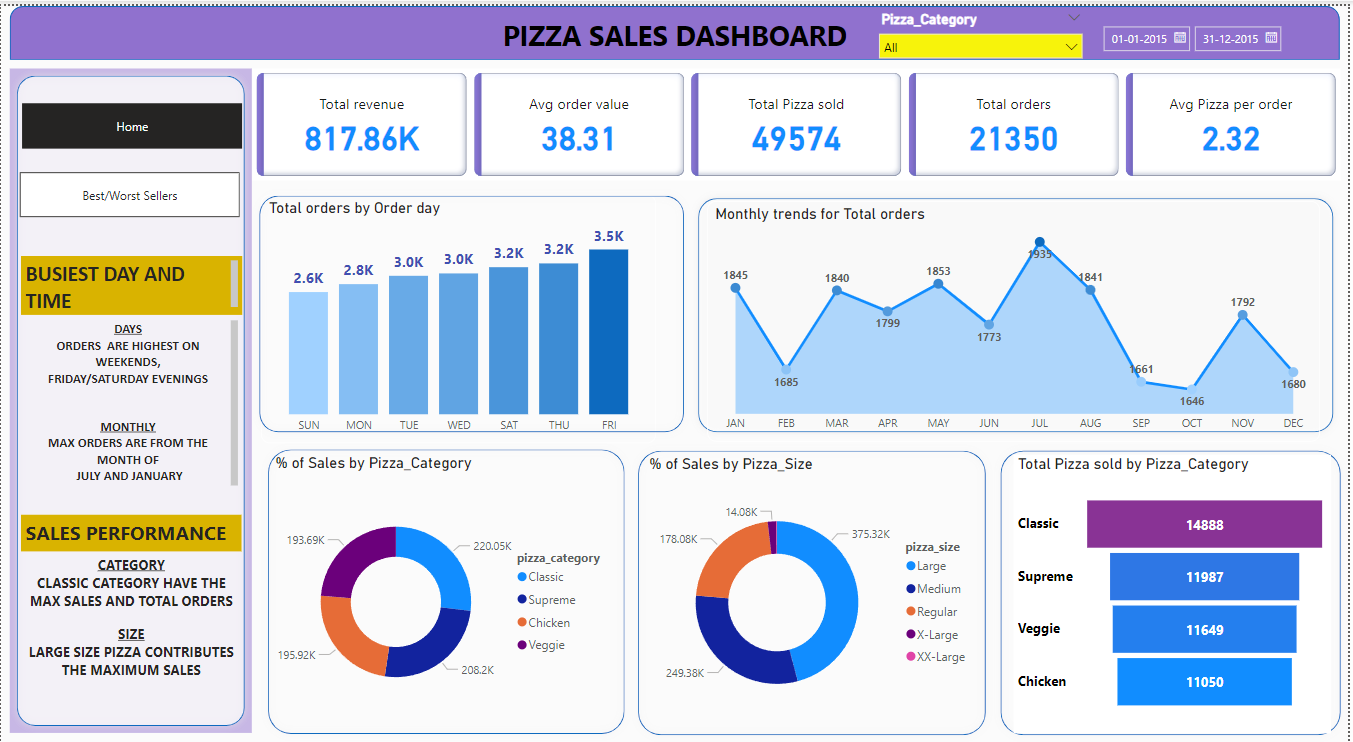 PIZZA SALES DASHBOARD
Pizza_Category
All
01-01-2015
31-12-2015
Home
Best/Worst Sellers
BUSIEST DAY AND
TIME
DAYS
ORDERS ARE HIGHEST ON
WEEKENDS,
FRIDAY/SATURDAY EVENINGS
MONTHLY
MAX ORDERS ARE FROM THE
MONTH OF
JULY AND JANUARY
SALES PERFORMANCE
CATEGORY
CLASSIC CATEGORY HAVE THE
MAX SALES AND TOTAL ORDERS
SIZE
LARGE SIZE PIZZA CONTRIBUTES
THE MAXIMUM SALES
Total revenue
817.86K
Avg order value
38.31
Total Pizza sold
49574
Total orders
21350
Avg Pizza per order
2.32
Total orders by Order day
2.6K
2.8K
3.0K
3.0K
3.2K
3.2K
3.5K
SUN
MON
TUE
WED
SAT
THU
FRI
Monthly trends for Total orders
1845
1685
1840
1799
1853
1773
1935
1841
1661
1646
1792
1680
JAN
FEB
MAR
APR
MAY
JUN
JUL
AUG
SEP
OCT
NOV
DEC
% of Sales by Pizza_Category
193.69K
220.05K
195.92K
208.2K
pizza_category
Classic
Supreme
Chicken
Veggie
% of Sales by Pizza_Size
14.08K
375.32K
178.08K
249.38K
pizza_size
Large
Medium
Regular
X-Large
XX-Large
Total Pizza sold by Pizza_Category
Classic 14888
Supreme 11987
Veggie 11649
Chicken 11050